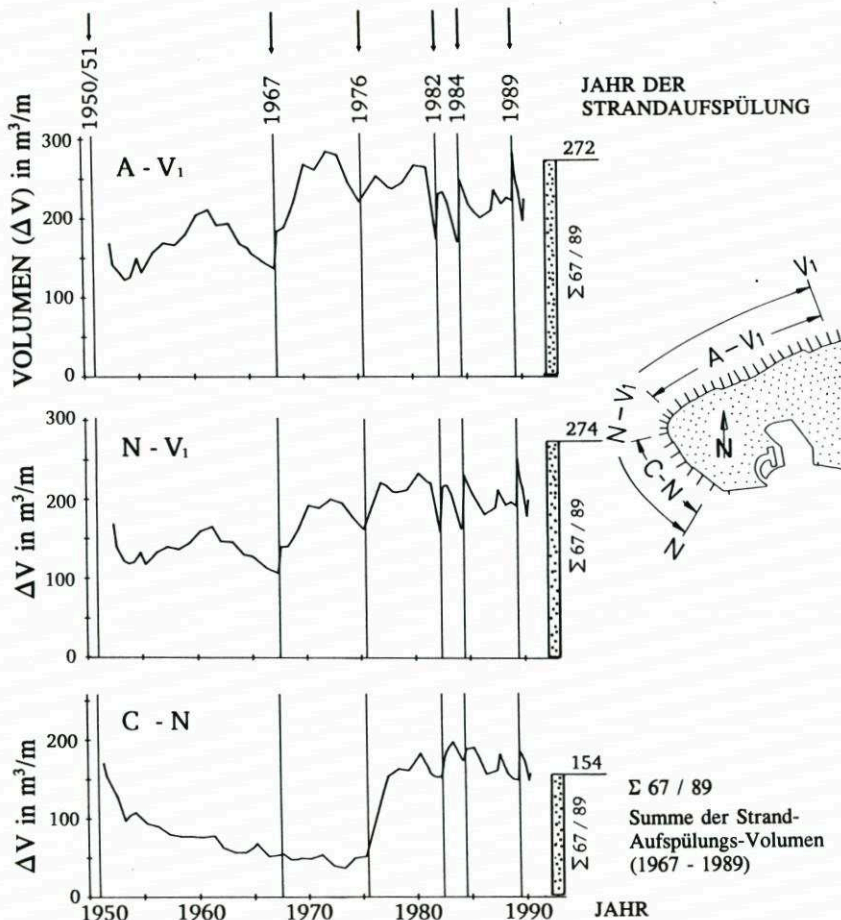 1950/51
1967
1976
1982
1984
1989
JAHR DER
STRANDAUFSPÜLUNG
VOLUMEN (ΔV) in m³/m
300
200
100
0
A - V₁
272
Σ 67 / 89
ΔV in m³/m
300
200
100
0
N - V₁
274
Σ 67 / 89
V₁
A - V₁
N - V₁
N
C - N
N
ΔV in m³/m
200
100
0
C - N
154
Σ 67 / 89
Σ 67 / 89
Summe der Strand-
Aufspülungs-Volumen
(1967 - 1989)
1950
1960
1970
1980
1990
JAHR